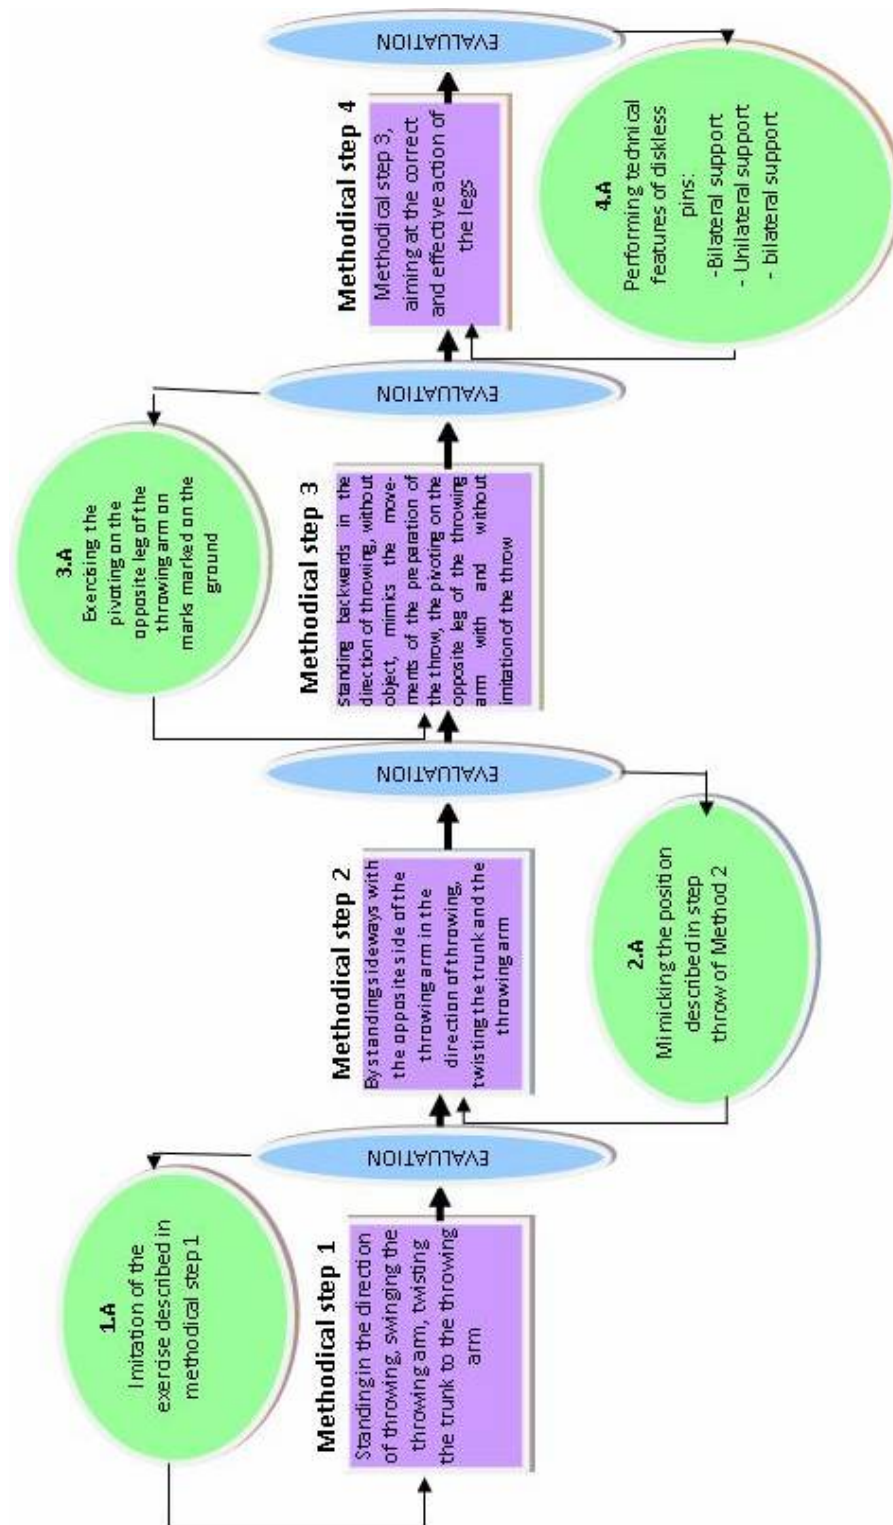 1.A
Imitation of the
exercise described in
methodical step 1
Methodical step 1
Standing in the direction
of throwing, swinging the
throwing arm, twisting
the trunk to the throwing
arm
EVALUATION
Methodical step 2
By standing sideways with
the opposite side of the
throwing arm in the
direction of throwing,
twisting the trunk and the
throwing arm
2.A
Mimicking the position
described in step
throw of Method 2
EVALUATION
3.A
Exercising the
pivoting on the
opposite leg of the
throwing arm on
marks marked on the
ground
Methodical step 3
Standing backwards in the
direction of throwing, without
object, mimics the move-
ments of the preparation of
the throw, the pivoting on the
opposite leg of the throwing
arm with and without
imitation of the throw
EVALUATION
Methodical step 4
Methodical step 3,
aiming at the correct
and effective action of
the legs
4.A
Performing technical
features of diskless
pins:
-Bilateral support
- Unilateral support
- bilateral support
EVALUATION